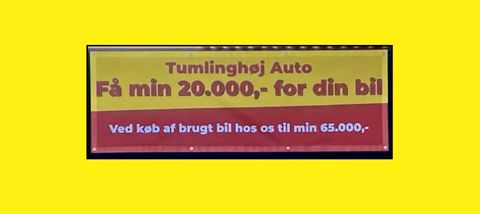 Tumlinghøj Auto
Få min 20.000,- for din bil
Ved køb af brugt bil hos os til min 65.000,-